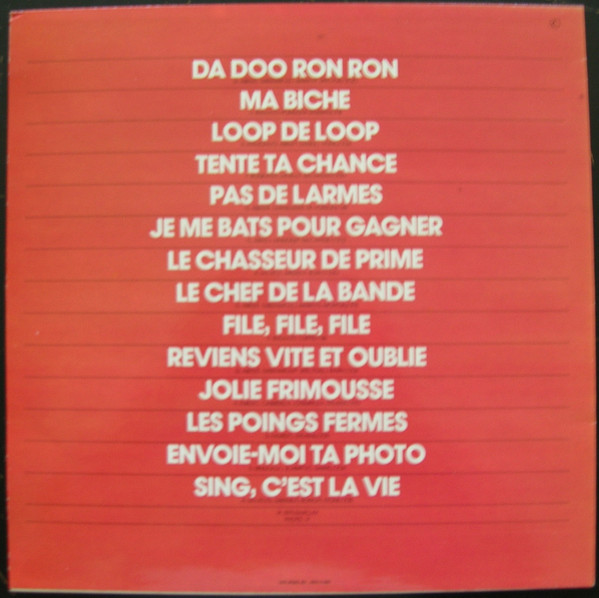 DA DOO RON RON
MA BICHE
LOOP DE LOOP
TENTE TA CHANCE
PAS DE LARMES
JE ME BATS POUR GAGNER
LE CHASSEUR DE PRIME
LE CHEF DE LA BANDE
FILE, FILE, FILE
REVIENS VITE ET OUBLIE
JOLIE FRIMOUSSE
LES POINGS FERMES
ENVOIE-MOI TA PHOTO
SING, C'EST LA VIE